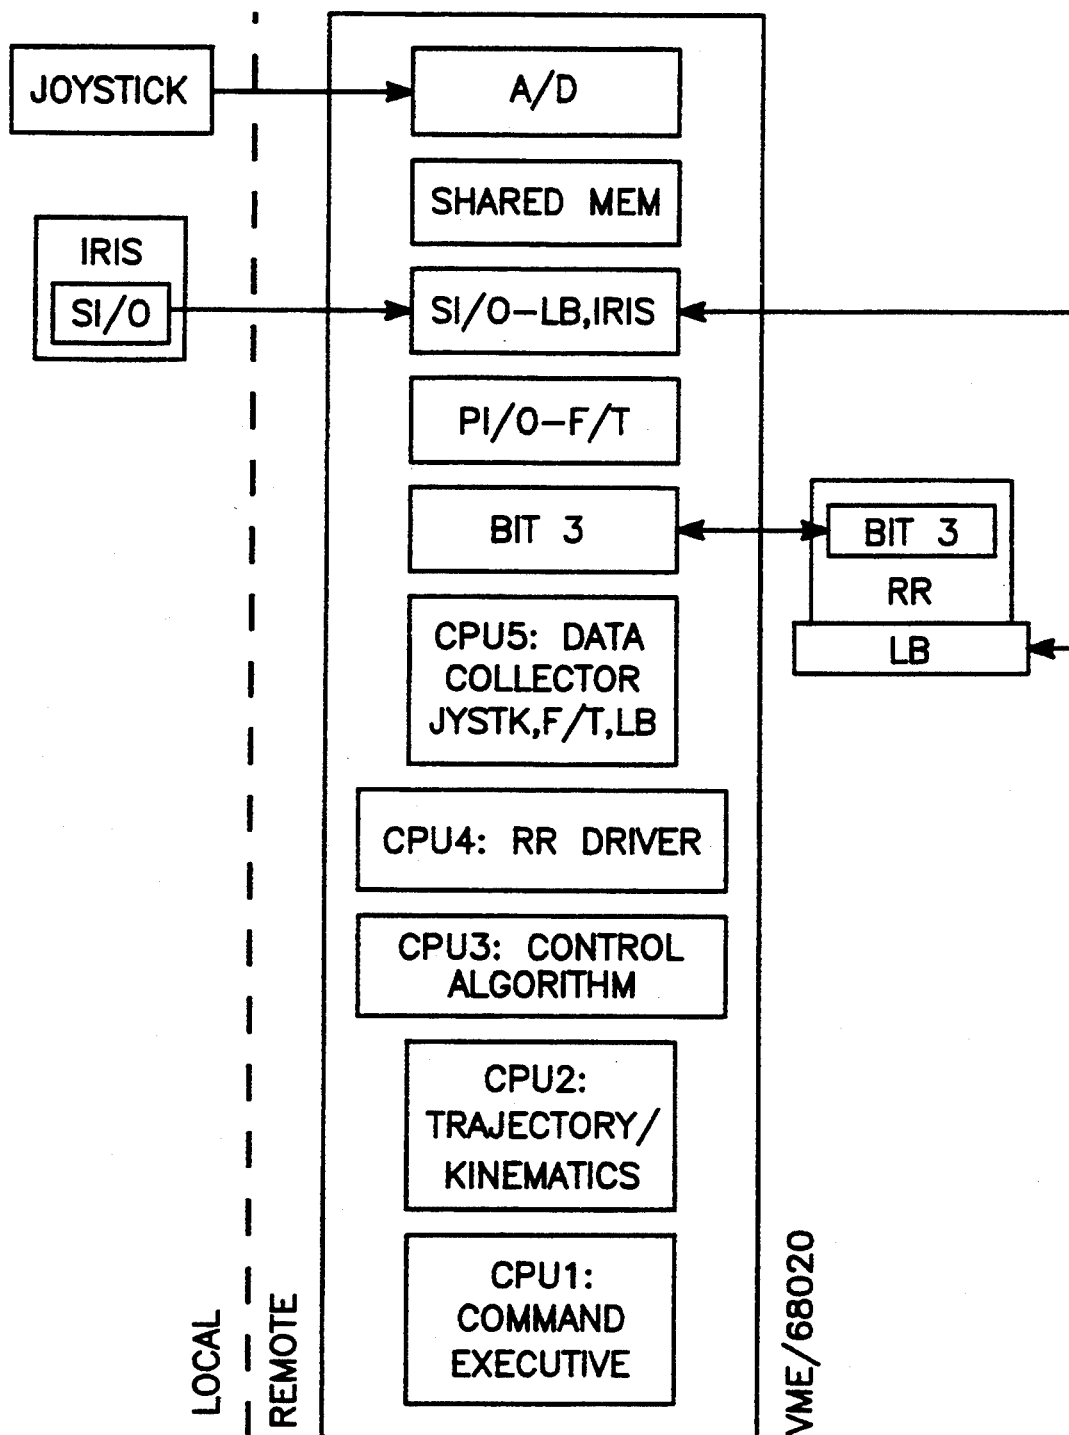 JOYSTICK
A/D
SHARED MEM
IRIS
SI/O
SI/O-LB,IRIS
PI/O-F/T
BIT 3
BIT 3
RR
LB
CPU5: DATA
COLLECTOR
JYSTK,F/T,LB
CPU4: RR DRIVER
CPU3: CONTROL
ALGORITHM
CPU2:
TRAJECTORY/
KINEMATICS
CPU1:
COMMAND
EXECUTIVE
LOCAL
REMOTE
VME/68020